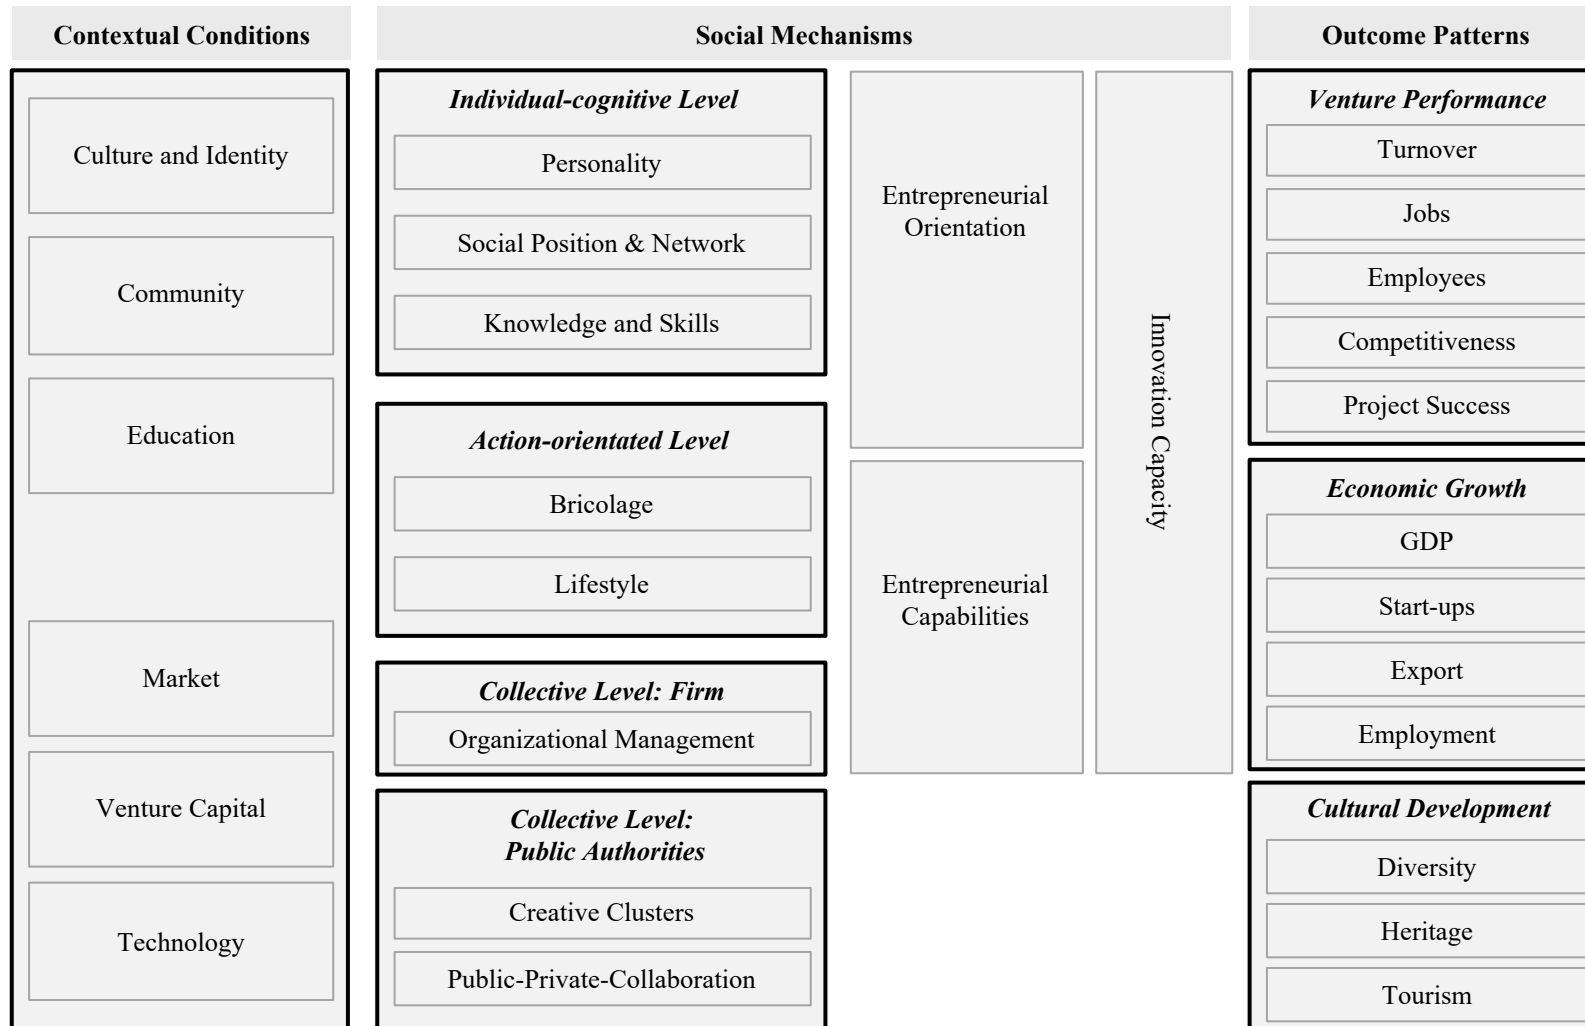 Contextual Conditions
Social Mechanisms
Outcome Patterns
Culture and Identity
Community
Education
Market
Venture Capital
Technology
Individual-cognitive Level
Personality
Social Position & Network
Knowledge and Skills
Action-orientated Level
Bricolage
Lifestyle
Collective Level: Firm
Organizational Management
Collective Level:
Public Authorities
Creative Clusters
Public-Private-Collaboration
Entrepreneurial
Orientation
Entrepreneurial
Capabilities
Innovation Capacity
Venture Performance
Turnover
Jobs
Employees
Competitiveness
Project Success
Economic Growth
GDP
Start-ups
Export
Employment
Cultural Development
Diversity
Heritage
Tourism